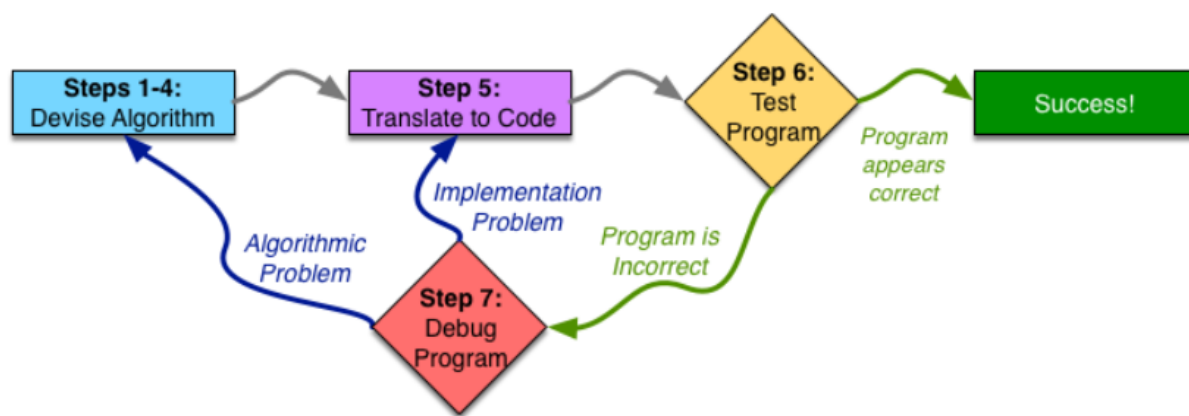 Steps 1-4:
Devise Algorithm
Step 5:
Translate to Code
Step 6:
Test
Program
Success!
Program
appears
correct
Implementation
Problem
Algorithmic
Problem
Program is
Incorrect
Step 7:
Debug
Program